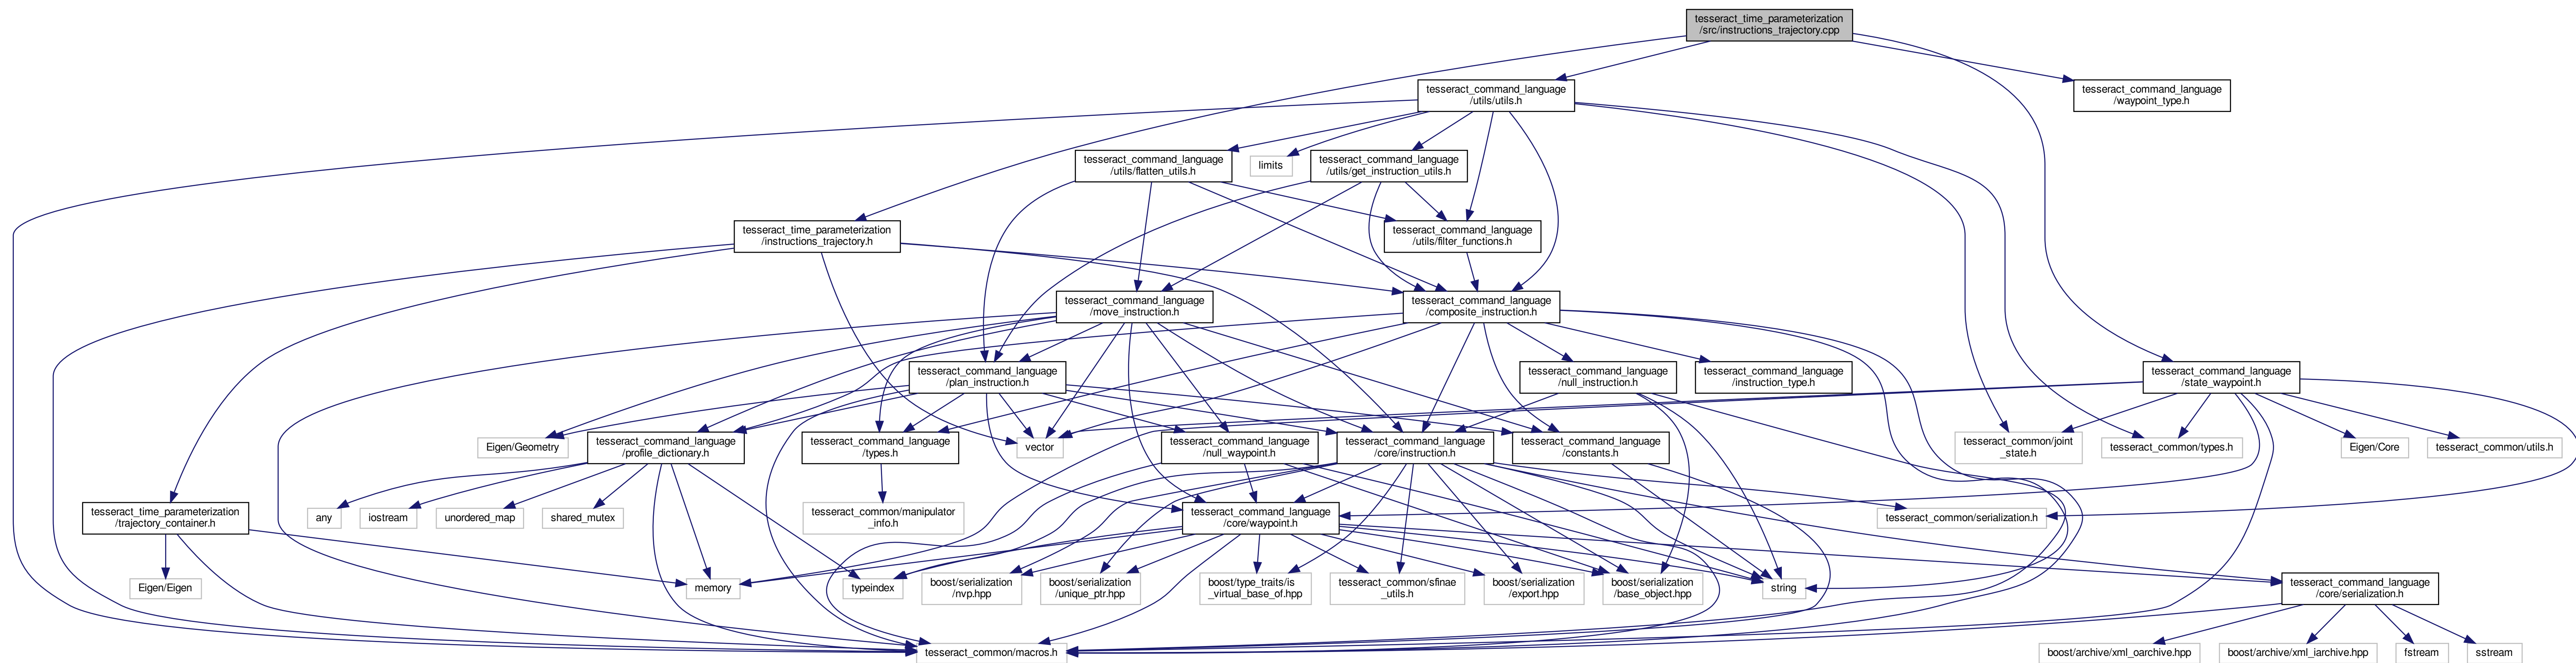 tesseract_time_parameterization
/src/instructions_trajectory.cpp
tesseract_command_language
/utils/utils.h
tesseract_command_language
/waypoint_type.h
tesseract_command_language
/utils/flatten_utils.h
limits
tesseract_command_language
/utils/get_instruction_utils.h
tesseract_time_parameterization
/instructions_trajectory.h
tesseract_command_language
/utils/filter_functions.h
tesseract_command_language
/move_instruction.h
tesseract_command_language
/composite_instruction.h
tesseract_command_language
/plan_instruction.h
tesseract_command_language
/null_instruction.h
tesseract_command_language
/instruction_type.h
tesseract_command_language
/state_waypoint.h
Eigen/Geometry
tesseract_command_language
/profile_dictionary.h
tesseract_command_language
/types.h
vector
tesseract_command_language
/null_waypoint.h
tesseract_command_language
/core/instruction.h
tesseract_command_language
/constants.h
tesseract_common/joint
_state.h
tesseract_common/types.h
Eigen/Core
tesseract_common/utils.h
tesseract_time_parameterization
/trajectory_container.h
any
iostream
unordered_map
shared_mutex
tesseract_common/manipulator
_info.h
tesseract_command_language
/core/waypoint.h
tesseract_common/serialization.h
Eigen/Eigen
memory
typeindex
boost/serialization
/nvp.hpp
boost/serialization
/unique_ptr.hpp
boost/type_traits/is
_virtual_base_of.hpp
tesseract_common/sfinae
_utils.h
boost/serialization
/export.hpp
boost/serialization
/base_object.hpp
string
tesseract_command_language
/core/serialization.h
tesseract_common/macros.h
boost/archive/xml_oarchive.hpp
boost/archive/xml_iarchive.hpp
fstream
sstream